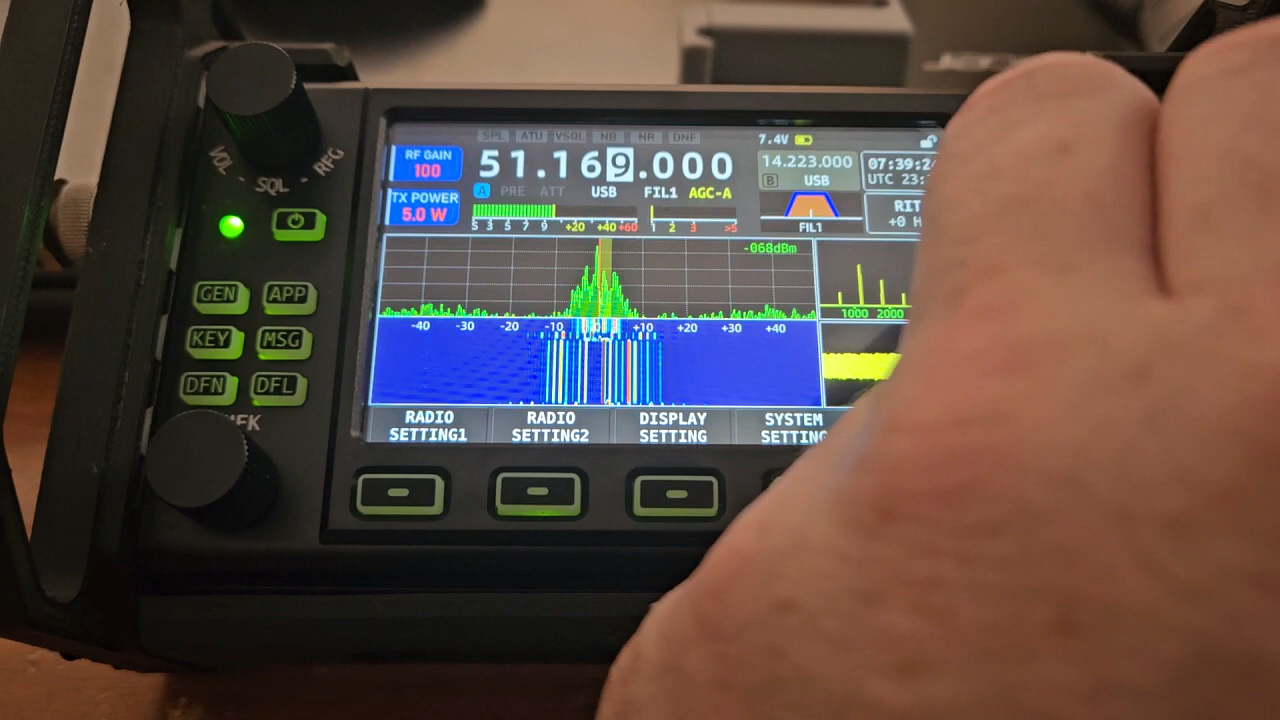 SPL ATU VSQL NB NR DNF
7.4V
RF GAIN
100
51.169.000
14.223.000
B USB
07:39:2
UTC 23:
A PRE ATT USB FIL1 AGC-A
TX POWER
5.0 W
S 3 5 7 9 +20 +40 +60
1 2 3 >5
FIL1
RIT
+0 H
-068dBm
-40 -30 -20 -10 +10 +20 +30 +40
1000 2000
RADIO SETTING1
RADIO SETTING2
DISPLAY SETTING
SYSTEM SETTING
VOL - SQL - RFG
GEN APP
KEY MSG
DFN DFL